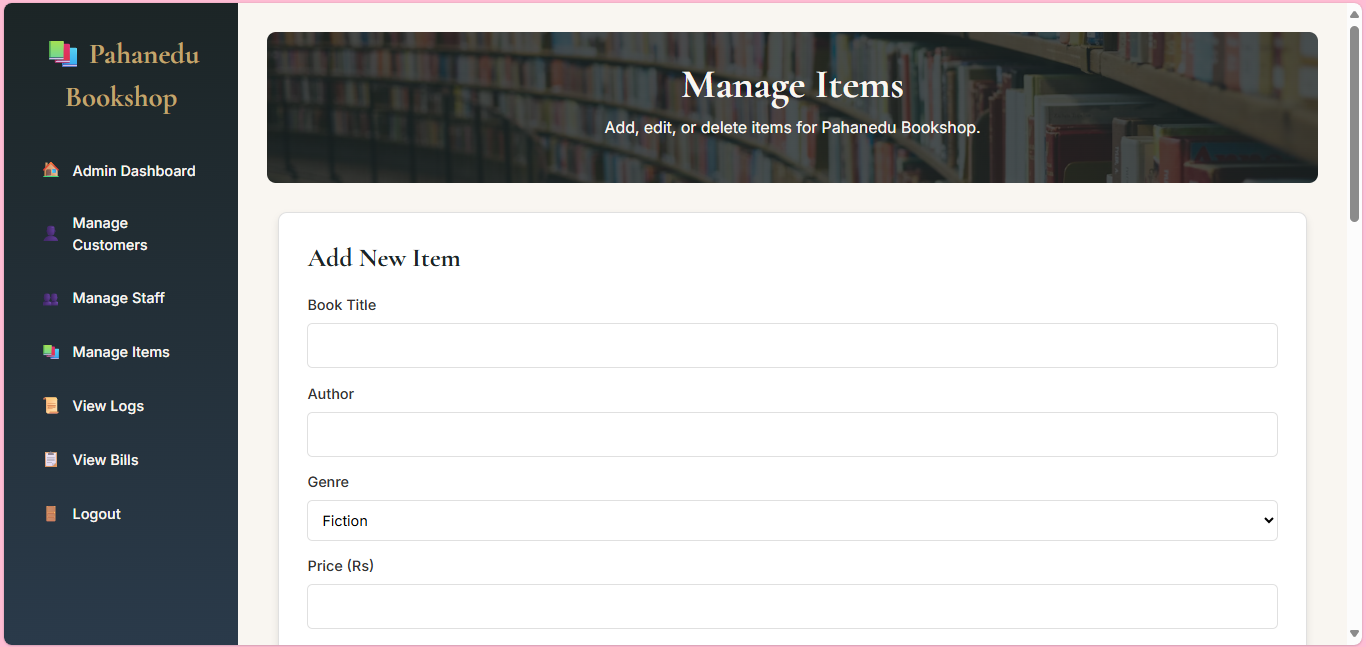 Pahanedu
Bookshop
Admin Dashboard
Manage
Customers
Manage Staff
Manage Items
View Logs
View Bills
Logout
Manage Items
Add, edit, or delete items for Pahanedu Bookshop.
Add New Item
Book Title
Author
Genre
Fiction
Price (Rs)